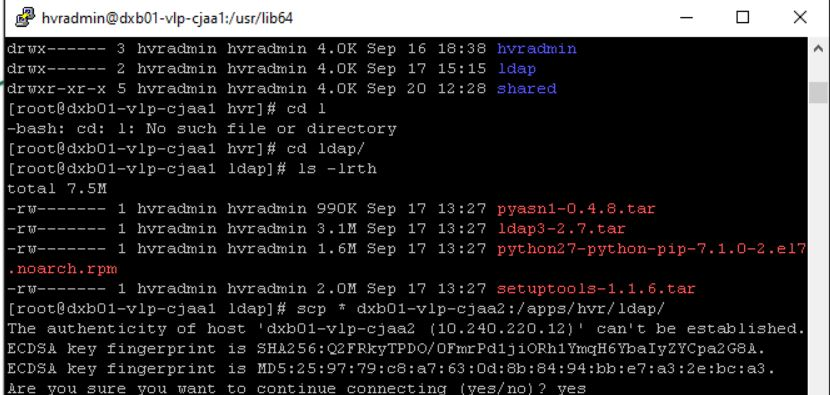 hvradmin@dxb01-vlp-cjaa1:/usr/lib64
drwx------ 3 hvradmin hvradmin 4.0K Sep 16 18:38 hvradmin
drwx------ 2 hvradmin hvradmin 4.0K Sep 17 15:15 ldap
drwxr-xr-x 5 hvradmin hvradmin 4.0K Sep 20 12:28 shared
[root@dxb01-vlp-cjaa1 hvr]# cd l
-bash: cd: l: No such file or directory
[root@dxb01-vlp-cjaa1 hvr]# cd ldap/
[root@dxb01-vlp-cjaa1 ldap]# ls -lrth
total 7.5M
-rw------- 1 hvradmin hvradmin 990K Sep 17 13:27 pyasn1-0.4.8.tar
-rw------- 1 hvradmin hvradmin 3.1M Sep 17 13:27 ldap3-2.7.tar
-rw------- 1 hvradmin hvradmin 1.6M Sep 17 13:27 python27-python-pip-7.1.0-2.el7
.noarch.rpm
-rw------- 1 hvradmin hvradmin 2.0M Sep 17 13:27 setuptools-1.1.6.tar
[root@dxb01-vlp-cjaa1 ldap]# scp * dxb01-vlp-cjaa2:/apps/hvr/ldap/
The authenticity of host 'dxb01-vlp-cjaa2 (10.240.220.12)' can't be established.
ECDSA key fingerprint is SHA256:Q2FRkyTPDO/0FmrPd1jiORh1YmqH6YbaIyZYCpa2G8A.
ECDSA key fingerprint is MD5:25:97:79:c8:a7:63:0d:8b:84:94:bb:e7:a3:2e:bc:a3.
Are you sure you want to continue connecting (yes/no)? yes